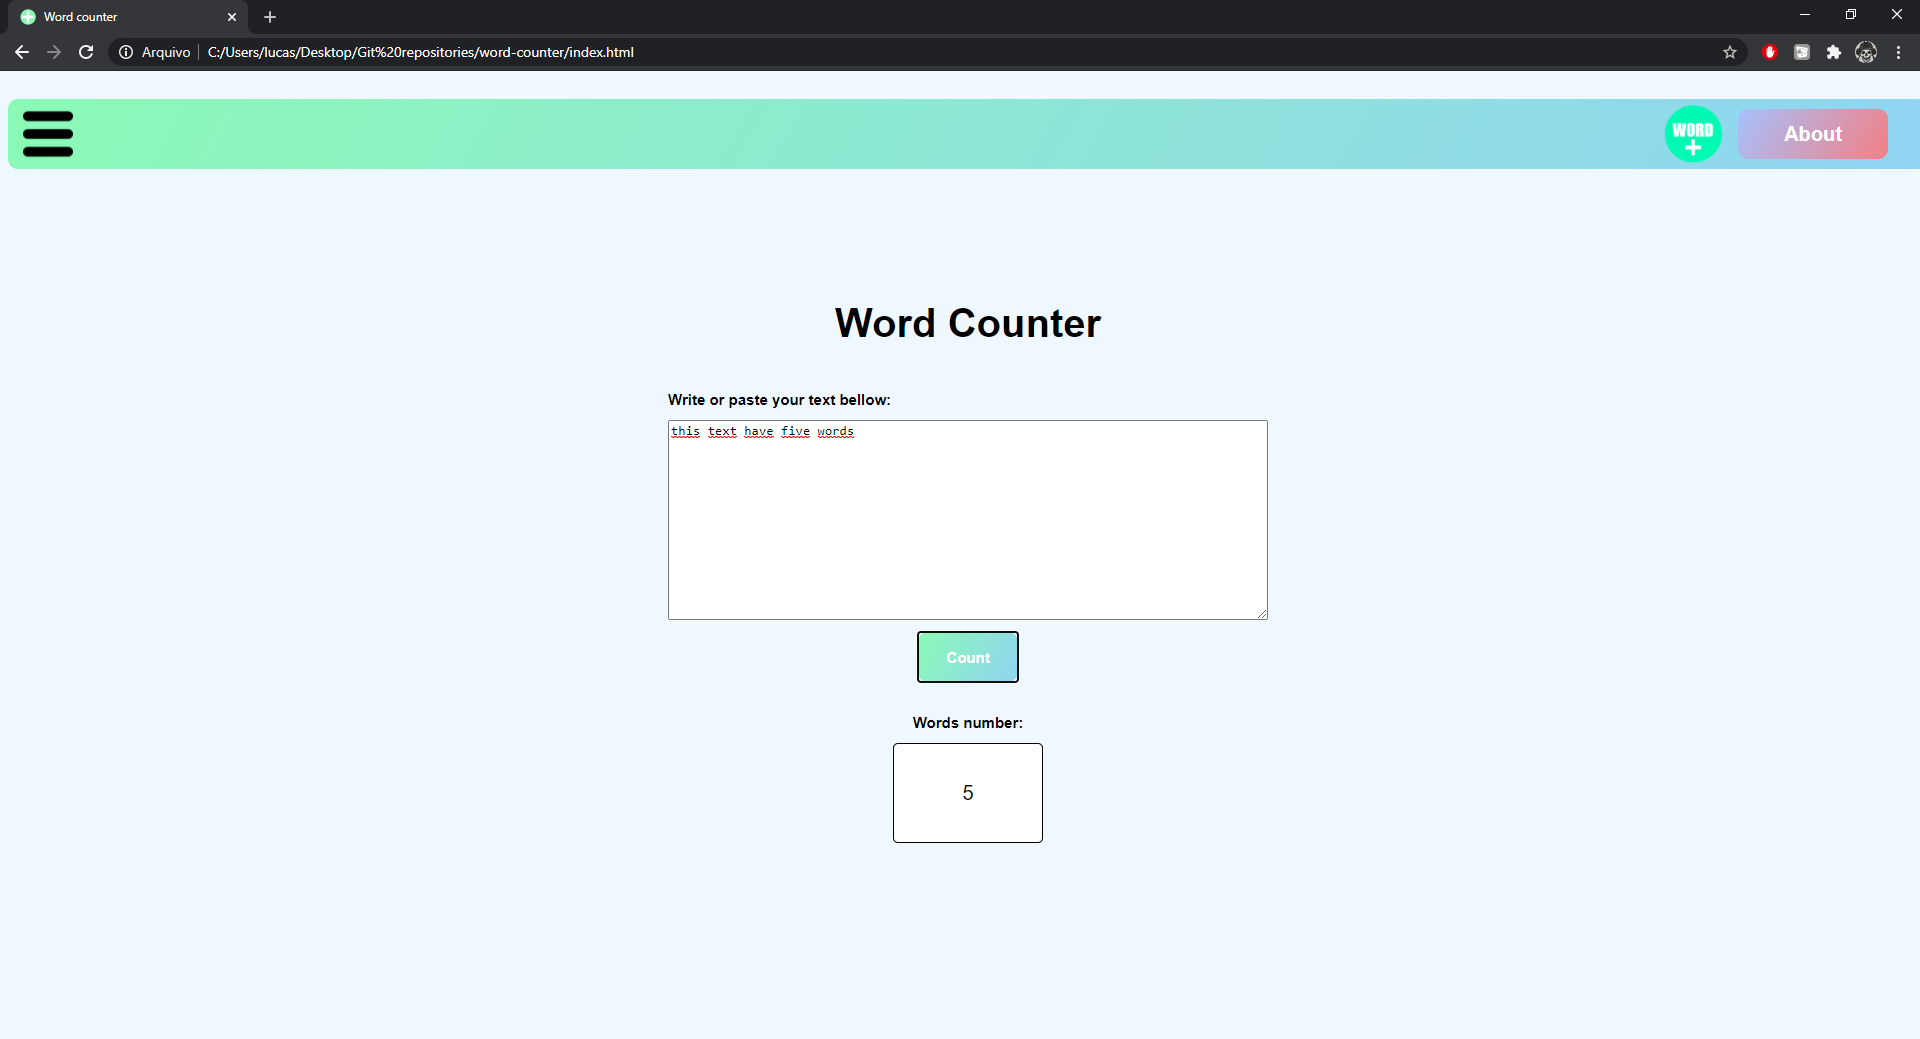 Word counter
Arquivo C:/Users/lucas/Desktop/Git%20repositories/word-counter/index.html
WORD
About
Word Counter
Write or paste your text bellow:
this text have five words
Count
Words number:
5